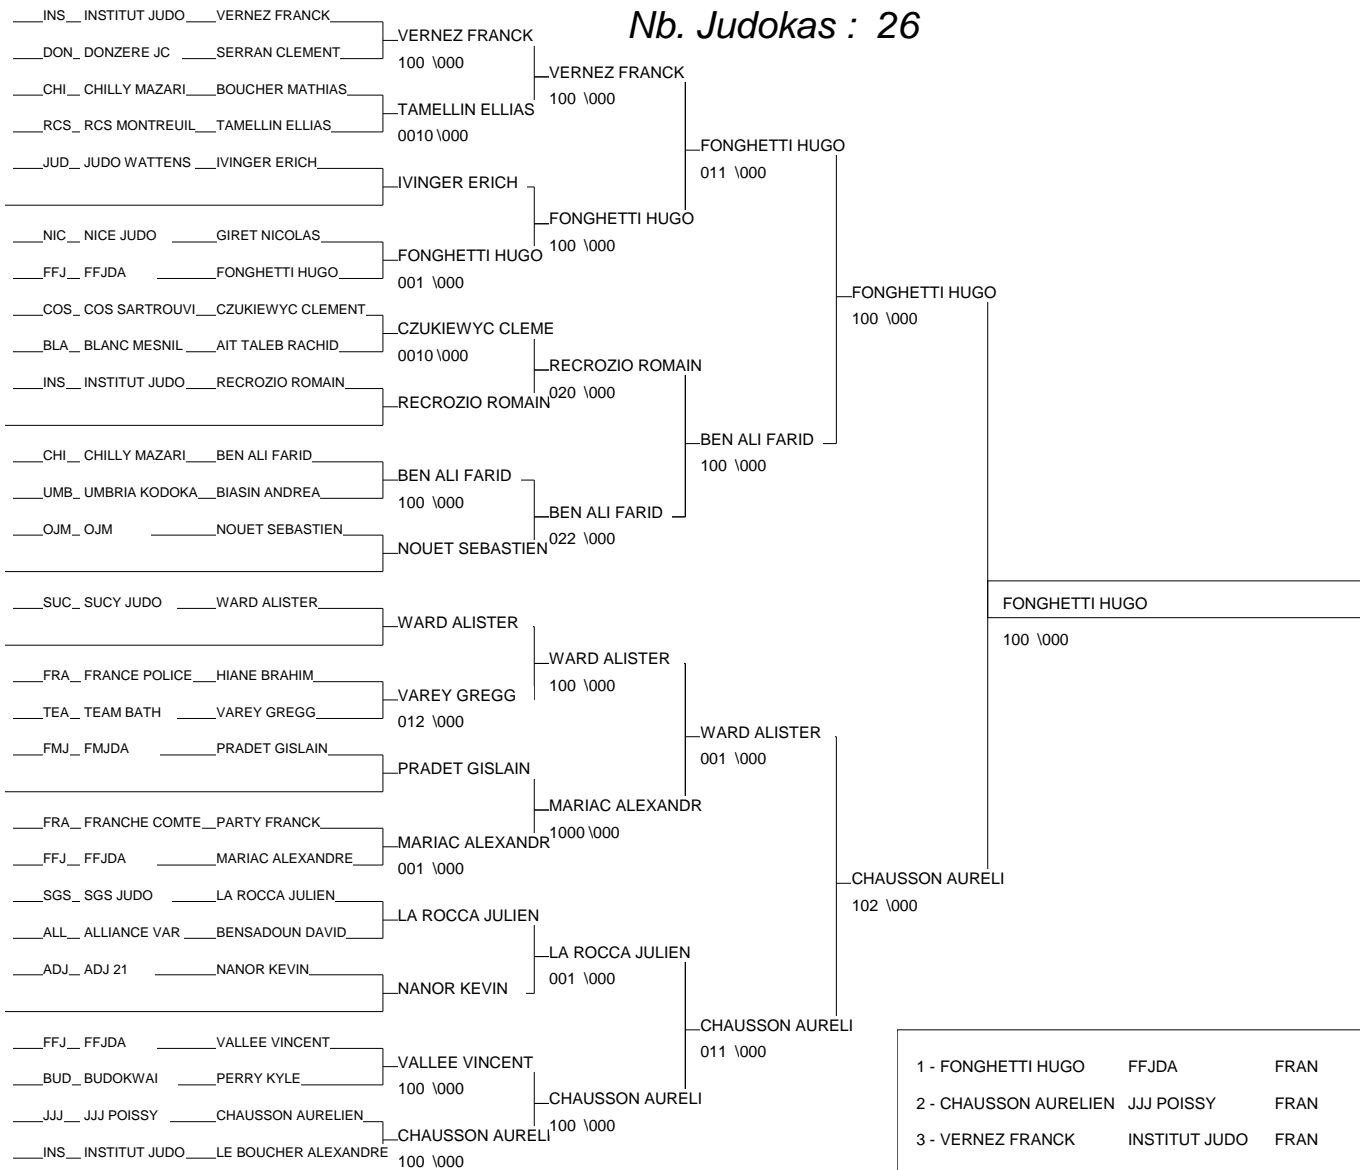 Nb. Judokas : 26
INS INSTITUT JUDO VERNEZ FRANCK
DON DONZERE JC SERRAN CLEMENT
CHI CHILLY MAZARI BOUCHER MATHIAS
RCS RCS MONTREUIL TAMELLIN ELLIAS
JUD JUDO WATTENS IVINGER ERICH
NIC NICE JUDO GIRET NICOLAS
FFJ FFJDA FONGHETTI HUGO
COS COS SARTROUVI CZUKIEWYC CLEMENT
BLA BLANC MESNIL AIT TALEB RACHID
INS INSTITUT JUDO RECROZIO ROMAIN
CHI CHILLY MAZARI BEN ALI FARID
UMB UMBRIA KODOKA BIASIN ANDREA
OJM OJM NOUET SEBASTIEN
SUC SUCY JUDO WARD ALISTER
FRA FRANCE POLICE HIANE BRAHIM
TEA TEAM BATH VAREY GREGG
FMJ FMJDA PRADET GISLAIN
FRA FRANCHE COMTE PARTY FRANCK
FFJ FFJDA MARIAC ALEXANDRE
SGS SGS JUDO LA ROCCA JULIEN
ALL ALLIANCE VAR BENSADOUN DAVID
ADJ ADJ 21 NANOR KEVIN
FFJ FFJDA VALLEE VINCENT
BUD BUDOKWAI PERRY KYLE
JJJ JJJ POISSY CHAUSSON AURELIEN
INS INSTITUT JUDO LE BOUCHER ALEXANDRE
VERNEZ FRANCK
100 \000
TAMELLIN ELLIAS
0010 \000
IVINGER ERICH
FONGHETTI HUGO
001 \000
CZUKIEWYC CLEME
0010 \000
RECROZIO ROMAIN
BEN ALI FARID
100 \000
NOUET SEBASTIEN
WARD ALISTER
VAREY GREGG
012 \000
PRADET GISLAIN
MARIAC ALEXANDR
001 \000
LA ROCCA JULIEN
NANOR KEVIN
VALLEE VINCENT
100 \000
CHAUSSON AURELI
100 \000
VERNEZ FRANCK
100 \000
FONGHETTI HUGO
100 \000
RECROZIO ROMAIN
020 \000
BEN ALI FARID
022 \000
WARD ALISTER
100 \000
MARIAC ALEXANDR
1000 \000
LA ROCCA JULIEN
001 \000
CHAUSSON AURELI
100 \000
FONGHETTI HUGO
011 \000
BEN ALI FARID
100 \000
WARD ALISTER
001 \000
CHAUSSON AURELI
011 \000
FONGHETTI HUGO
100 \000
CHAUSSON AURELI
102 \000
FONGHETTI HUGO
100 \000
1 - FONGHETTI HUGO FFJDA FRAN
2 - CHAUSSON AURELIEN JJJ POISSY FRAN
3 - VERNEZ FRANCK INSTITUT JUDO FRAN